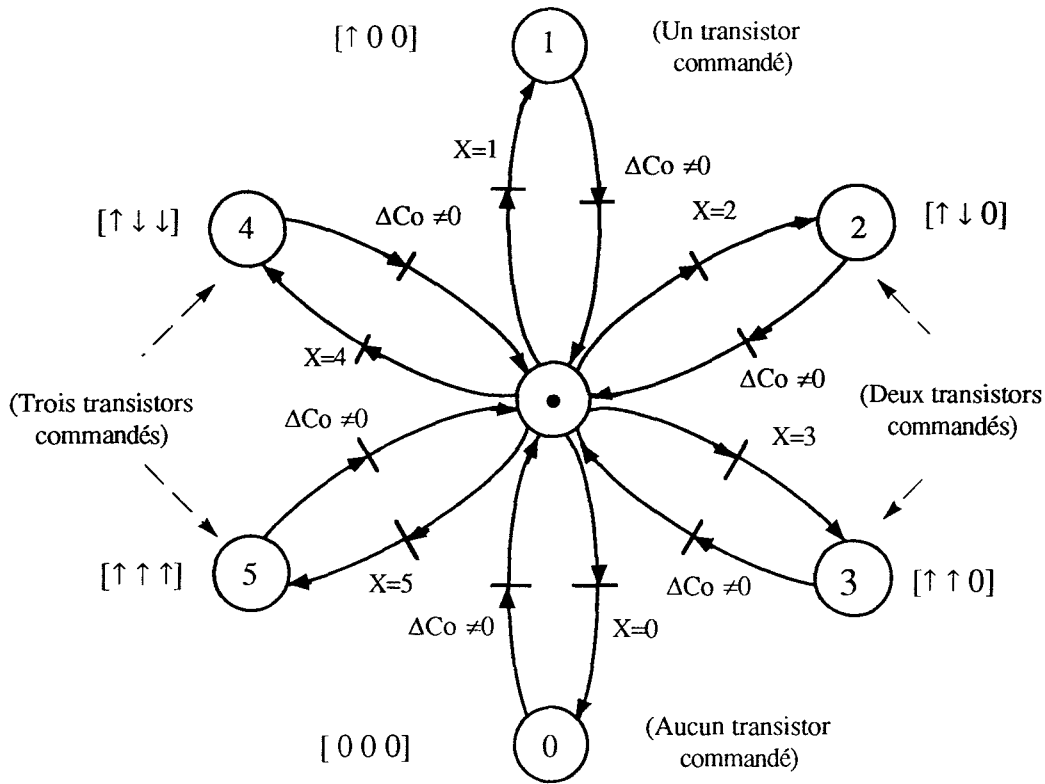 [↑ 0 0]
1
(Un transistor
commandé)
X=1
ΔCo ≠0
[↑ ↓ ↓]
4
ΔCo ≠0
X=2
2
[↑ ↓ 0]
X=4
ΔCo ≠0
(Trois transistors
commandés)
ΔCo ≠0
X=3
(Deux transistors
commandés)
[↑ ↑ ↑]
5
X=5
ΔCo ≠0
3
[↑ ↑ 0]
ΔCo ≠0
X=0
[ 0 0 0]
0
(Aucun transistor
commandé)